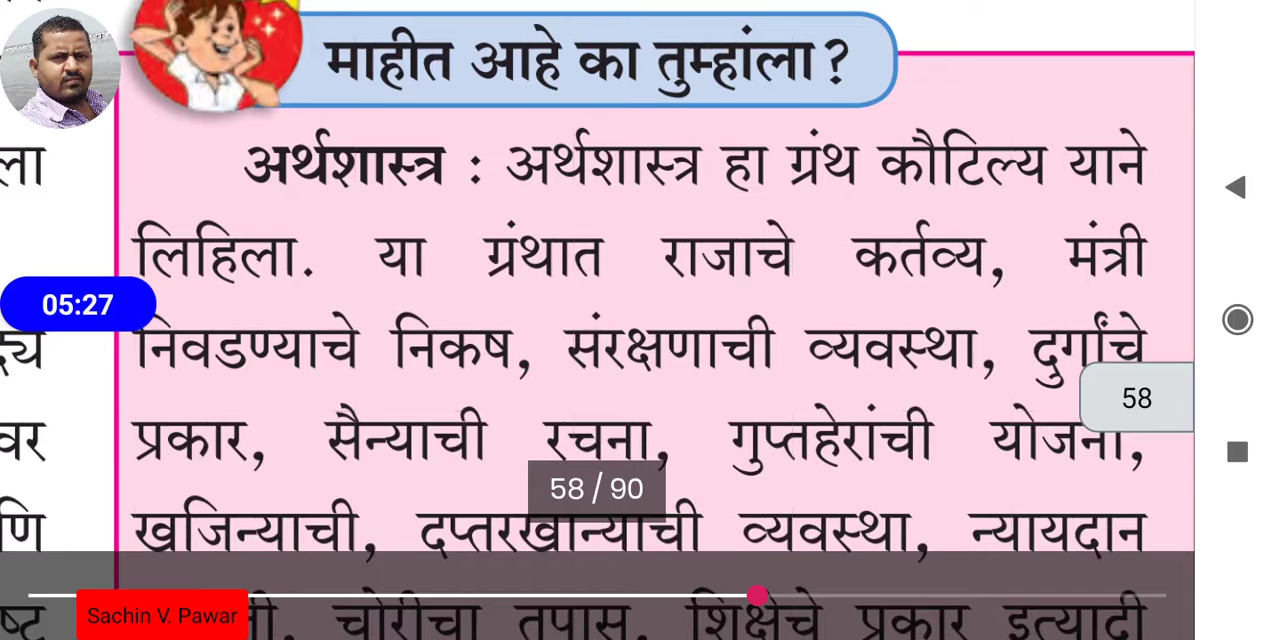 माहीत आहे का तुम्हांला ?
अर्थशास्त्र : अर्थशास्त्र हा ग्रंथ कौटिल्य याने
ला
लिहिला. या ग्रंथात राजाचे कर्तव्य, मंत्री
05:27
निवडण्याचे निकष, संरक्षणाची व्यवस्था, दुर्गांचे
58
वर
प्रकार, सैन्याची रचना, गुप्तहेरांची योजना,
58 / 90
णि
खजिन्याची, दप्तरखान्याची व्यवस्था, न्यायदान
चोरीचा तपास, शिक्षेचे प्रकार इत्यादी
Sachin V. Pawar